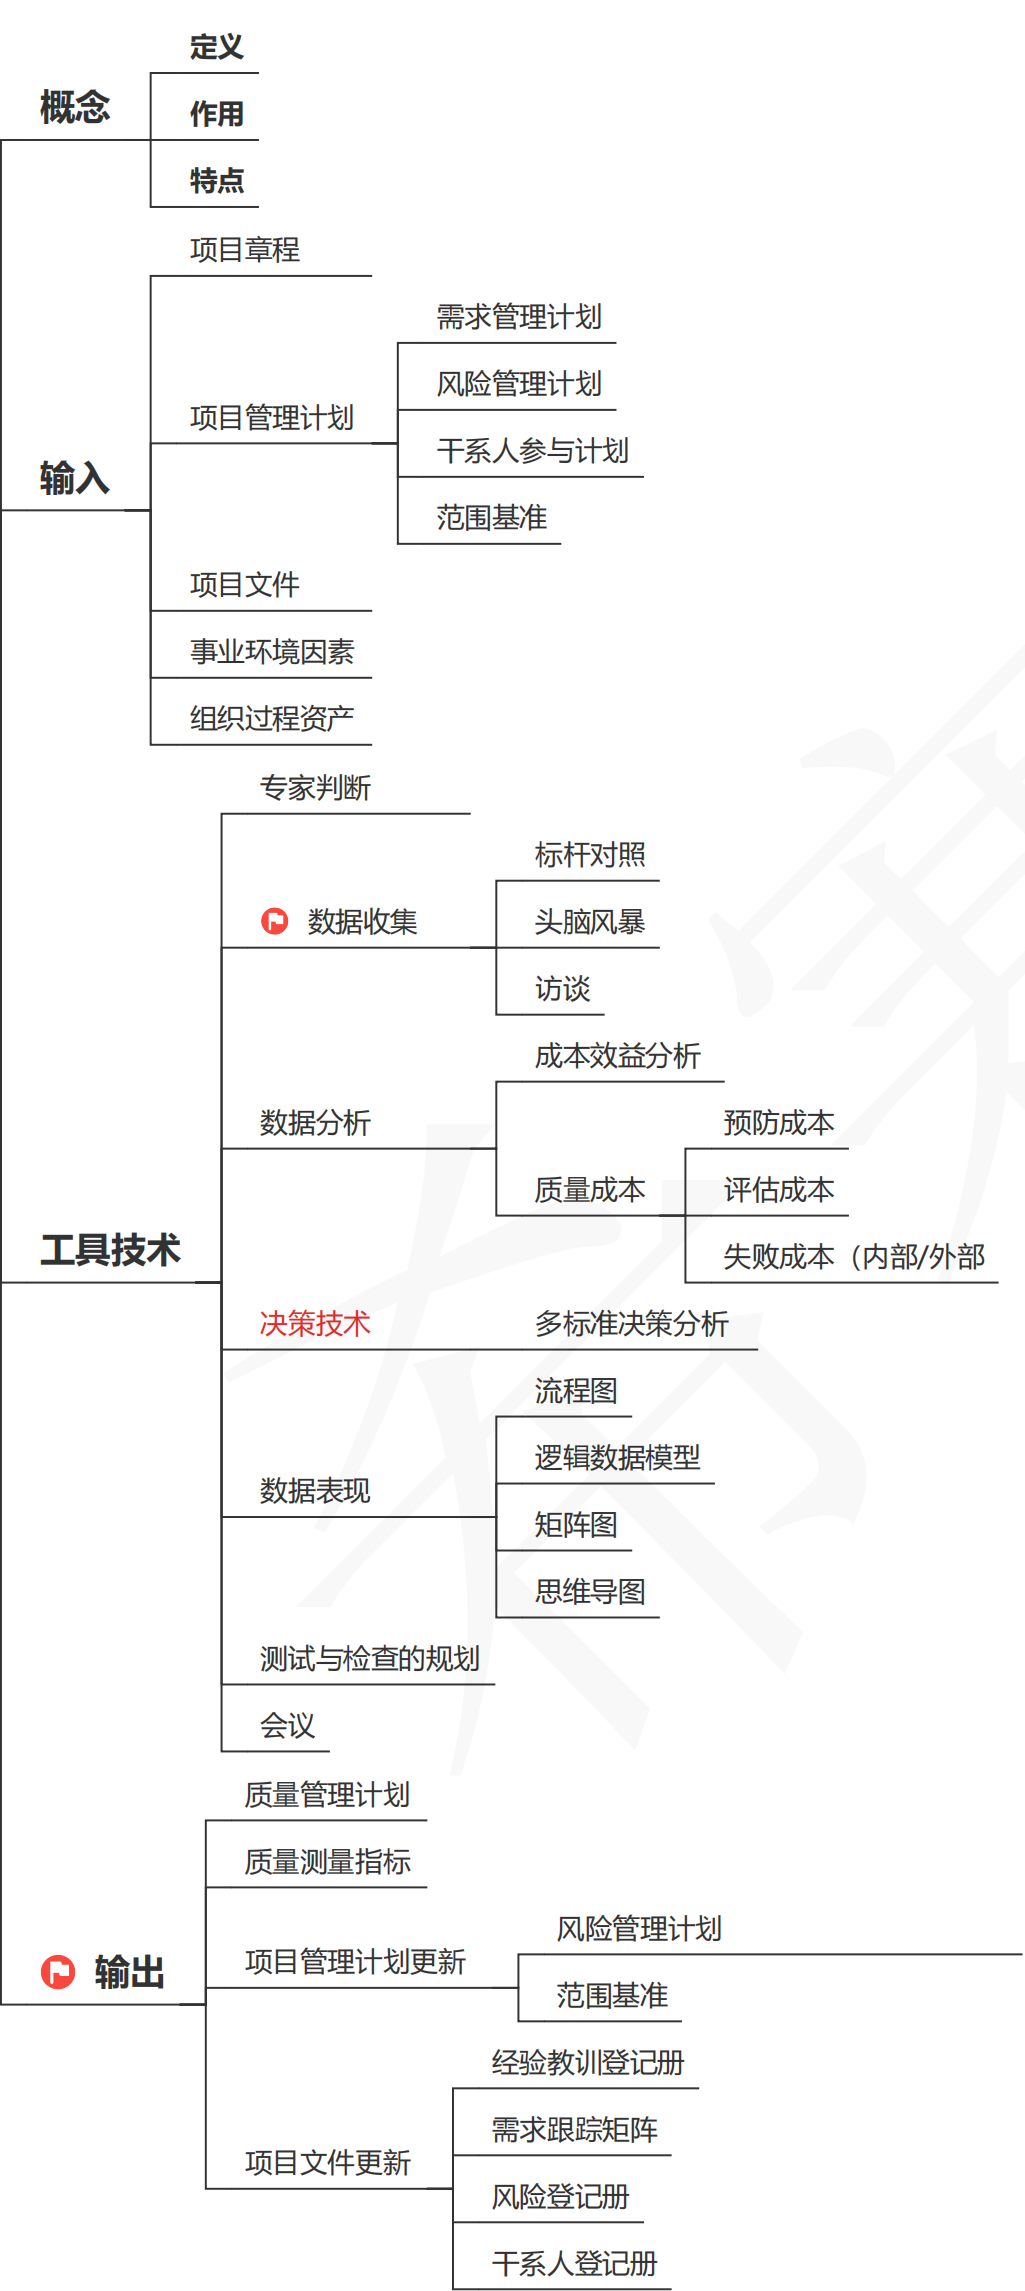 定义
概念
作用
特点
项目章程
需求管理计划
风险管理计划
项目管理计划
干系人参与计划
输入
范围基准
项目文件
事业环境因素
组织过程资产
专家判断
标杆对照
数据收集
头脑风暴
访谈
成本效益分析
数据分析
预防成本
质量成本
评估成本
工具技术
失败成本（内部/外部
决策技术
多标准决策分析
流程图
逻辑数据模型
数据表现
矩阵图
思维导图
测试与检查的规划
会议
质量管理计划
质量测量指标
风险管理计划
项目管理计划更新
输出
范围基准
经验教训登记册
需求跟踪矩阵
项目文件更新
风险登记册
干系人登记册